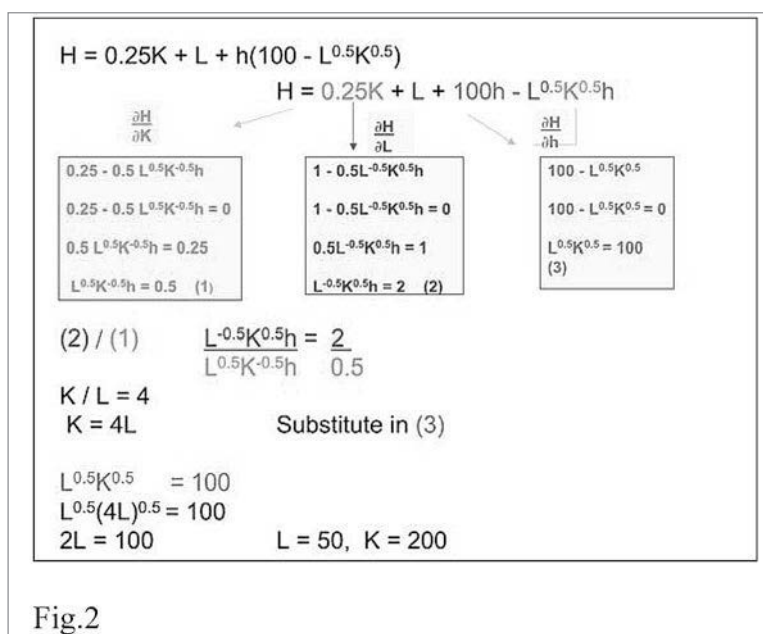 H = 0.25K + L + h(100 - L^0.5K^0.5)
H = 0.25K + L + 100h - L^0.5K^0.5h
∂H/∂K
∂H/∂L
∂H/∂h
0.25 - 0.5 L^0.5K^-0.5h
0.25 - 0.5 L^0.5K^-0.5h = 0
0.5 L^0.5K^-0.5h = 0.25
L^0.5K^-0.5h = 0.5 (1)
1 - 0.5L^-0.5K^0.5h
1 - 0.5L^-0.5K^0.5h = 0
0.5L^-0.5K^0.5h = 1
L^-0.5K^0.5h = 2 (2)
100 - L^0.5K^0.5
100 - L^0.5K^0.5 = 0
L^0.5K^0.5 = 100
(3)
(2) / (1) L^-0.5K^0.5h = 2
L^0.5K^-0.5h 0.5
K / L = 4
K = 4L Substitute in (3)
L^0.5K^0.5 = 100
L^0.5(4L)^0.5 = 100
2L = 100 L = 50, K = 200
Fig.2